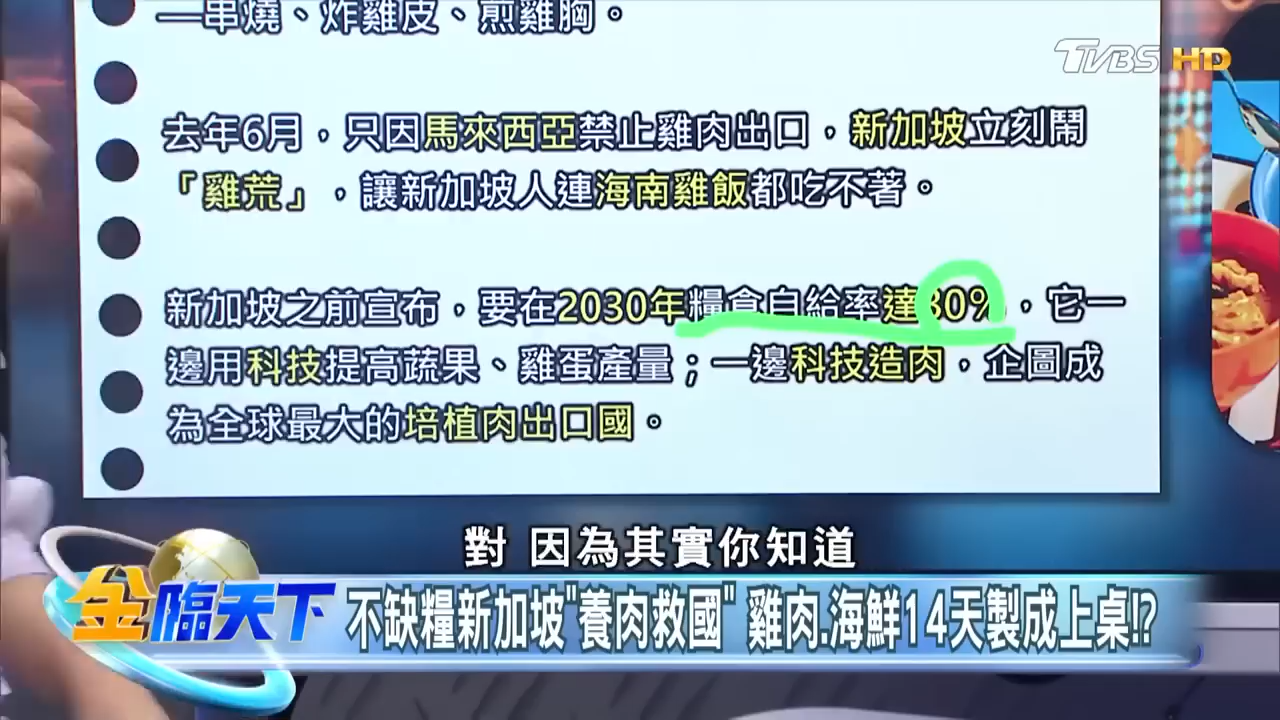 —串燒、炸雞皮、煎雞胸。
TVBS HD
去年6月，只因馬來西亞禁止雞肉出口，新加坡立刻鬧
「雞荒」，讓新加坡人連海南雞飯都吃不著。
新加坡之前宣布，要在2030年糧食自給率達30%，它一
邊用科技提高蔬果、雞蛋產量；一邊科技造肉，企圖成
為全球最大的培植肉出口國。
對 因為其實你知道
金臨天下
不缺糧新加坡"養肉救國" 雞肉.海鮮14天製成上桌!?